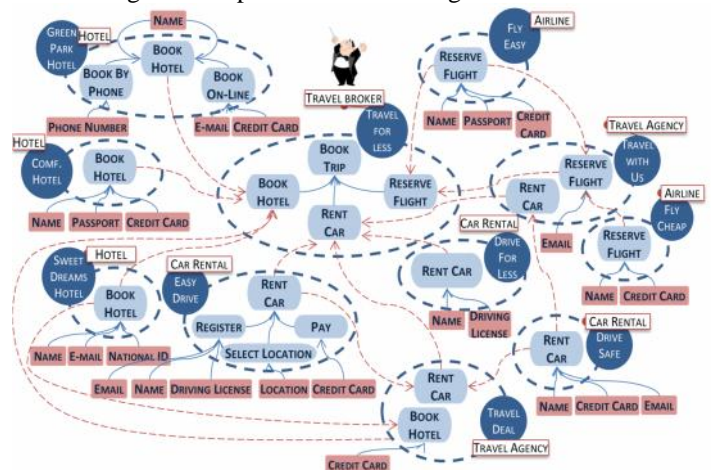 NAME
GREEN
PARK
HOTEL
HOTEL
BOOK
HOTEL
BOOK BY
PHONE
BOOK
ON-LINE
PHONE NUMBER
E-MAIL
CREDIT CARD
TRAVEL BROKER
TRAVEL
FOR
LESS
AIRLINE
FLY
EASY
RESERVE
FLIGHT
NAME
PASSPORT
CREDIT
CARD
HOTEL
COMF.
HOTEL
BOOK
HOTEL
NAME
PASSPORT
CREDIT CARD
BOOK
TRIP
BOOK
HOTEL
RESERVE
FLIGHT
RENT
CAR
TRAVEL AGENCY
TRAVEL
WITH
US
RESERVE
FLIGHT
RENT
CAR
EMAIL
AIRLINE
FLY
CHEAP
RESERVE
FLIGHT
NAME
CREDIT CARD
SWEET
DREAMS
HOTEL
HOTEL
BOOK
HOTEL
NAME
E-MAIL
NATIONAL ID
CAR RENTAL
EASY
DRIVE
RENT
CAR
REGISTER
PAY
SELECT LOCATION
EMAIL
NAME
DRIVING LICENSE
LOCATION
CREDIT CARD
CAR RENTAL
DRIVE
FOR
LESS
RENT CAR
NAME
DRIVING
LICENSE
CAR RENTAL
DRIVE
SAFE
RENT
CAR
NAME
CREDIT CARD
EMAIL
RENT
CAR
BOOK
HOTEL
TRAVEL
DEAL
TRAVEL AGENCY
CREDIT CARD